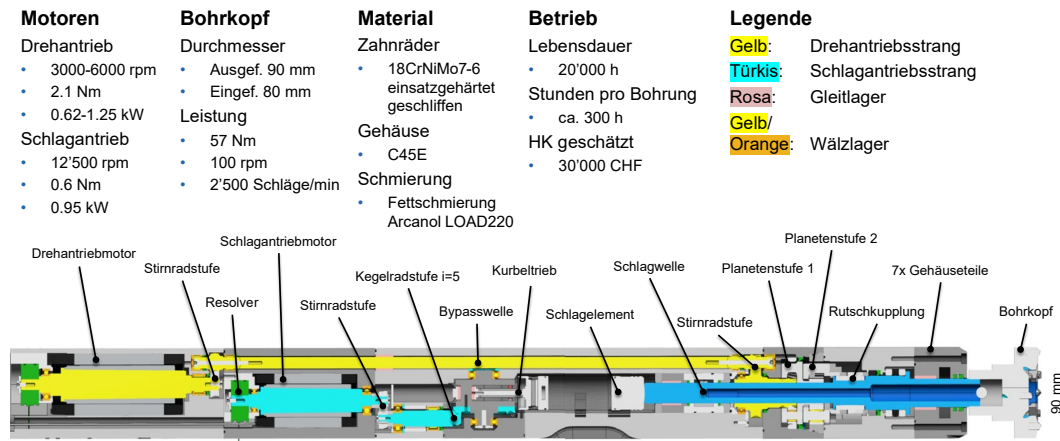 Motoren
Drehantrieb
• 3000-6000 rpm
• 2.1 Nm
• 0.62-1.25 kW
Schlagantrieb
• 12’500 rpm
• 0.6 Nm
• 0.95 kW
Bohrkopf
Durchmesser
• Ausgef. 90 mm
• Eingef. 80 mm
Leistung
• 57 Nm
• 100 rpm
• 2’500 Schläge/min
Material
Zahnräder
• 18CrNiMo7-6
einsatzgehärtet
geschliffen
Gehäuse
• C45E
Schmierung
• Fettschmierung
Arcanol LOAD220
Betrieb
Lebensdauer
• 20’000 h
Stunden pro Bohrung
• ca. 300 h
HK geschätzt
• 30’000 CHF
Legende
Gelb: Drehantriebsstrang
Türkis: Schlagantriebsstrang
Rosa: Gleitlager
Gelb/
Orange: Wälzlager
Drehantriebmotor
Stirnradstufe
Resolver
Schlagantriebmotor
Stirnradstufe
Kegelradstufe i=5
Bypasswelle
Kurbeltrieb
Schlagelement
Schlagwelle
Stirnradstufe
Planetenstufe 1
Planetenstufe 2
Rutschkupplung
7x Gehäuseteile
Bohrkopf
90 mm